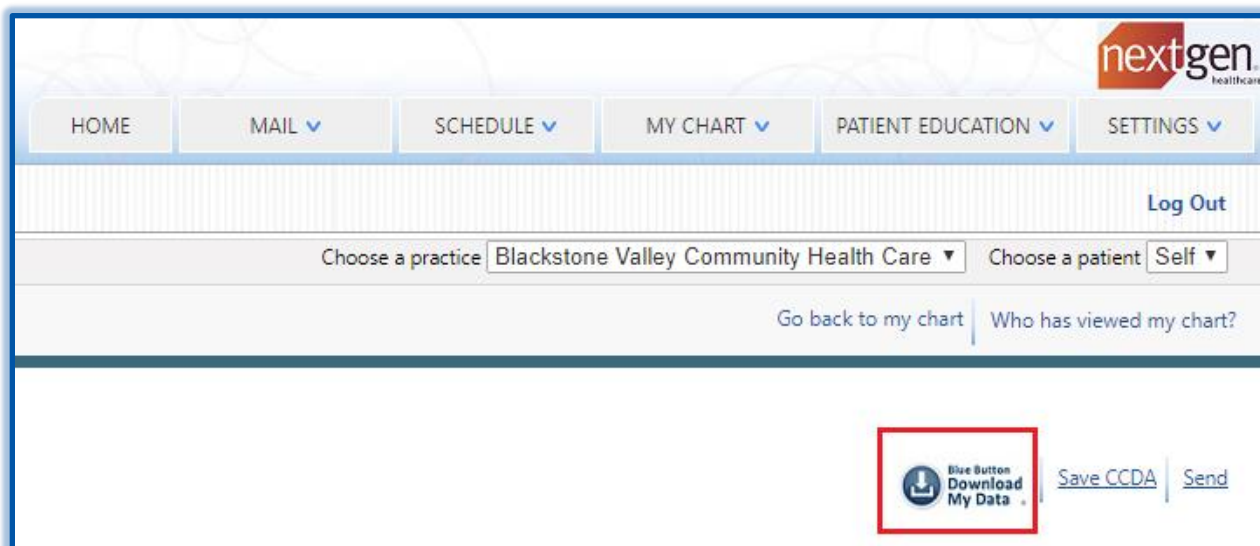 nextgen.
healthcare
HOME MAIL SCHEDULE MY CHART PATIENT EDUCATION SETTINGS
Log Out
Choose a practice Blackstone Valley Community Health Care Choose a patient Self
Go back to my chart Who has viewed my chart?
Blue Button
Download
My Data
Save CCDA Send